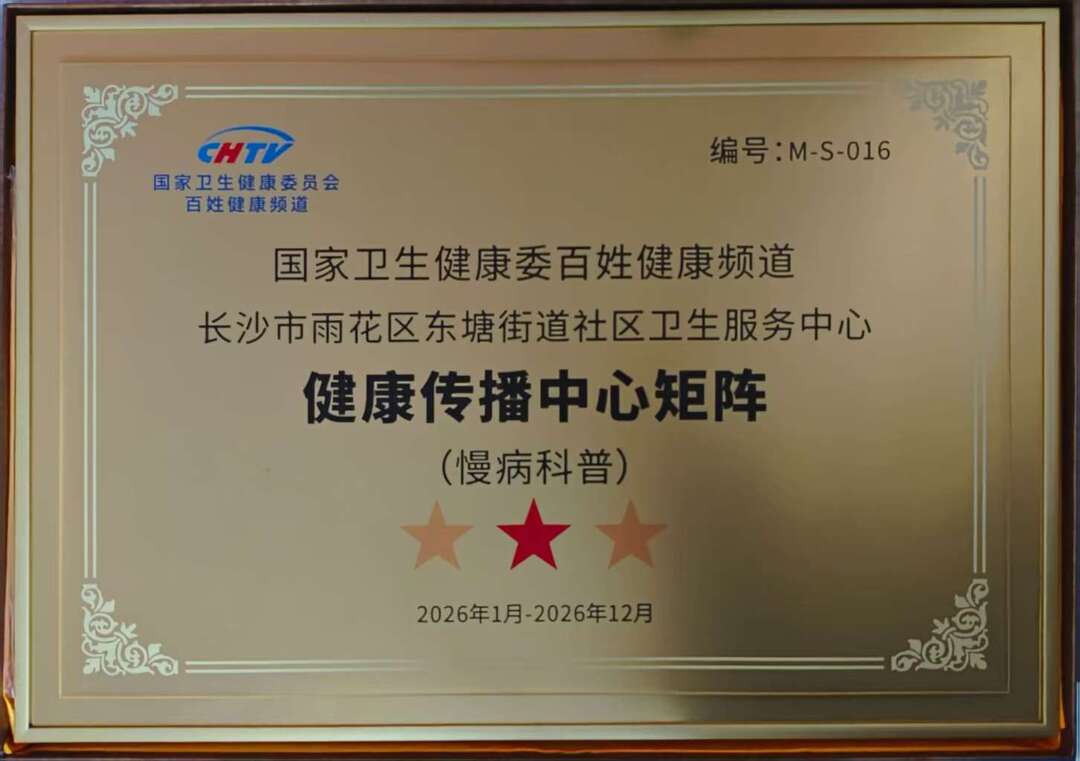 CHTV
国家卫生健康委员会
百姓健康频道
编号：M-S-016
国家卫生健康委百姓健康频道
长沙市雨花区东塘街道社区卫生服务中心
健康传播中心矩阵
（慢病科普）
2026年1月-2026年12月